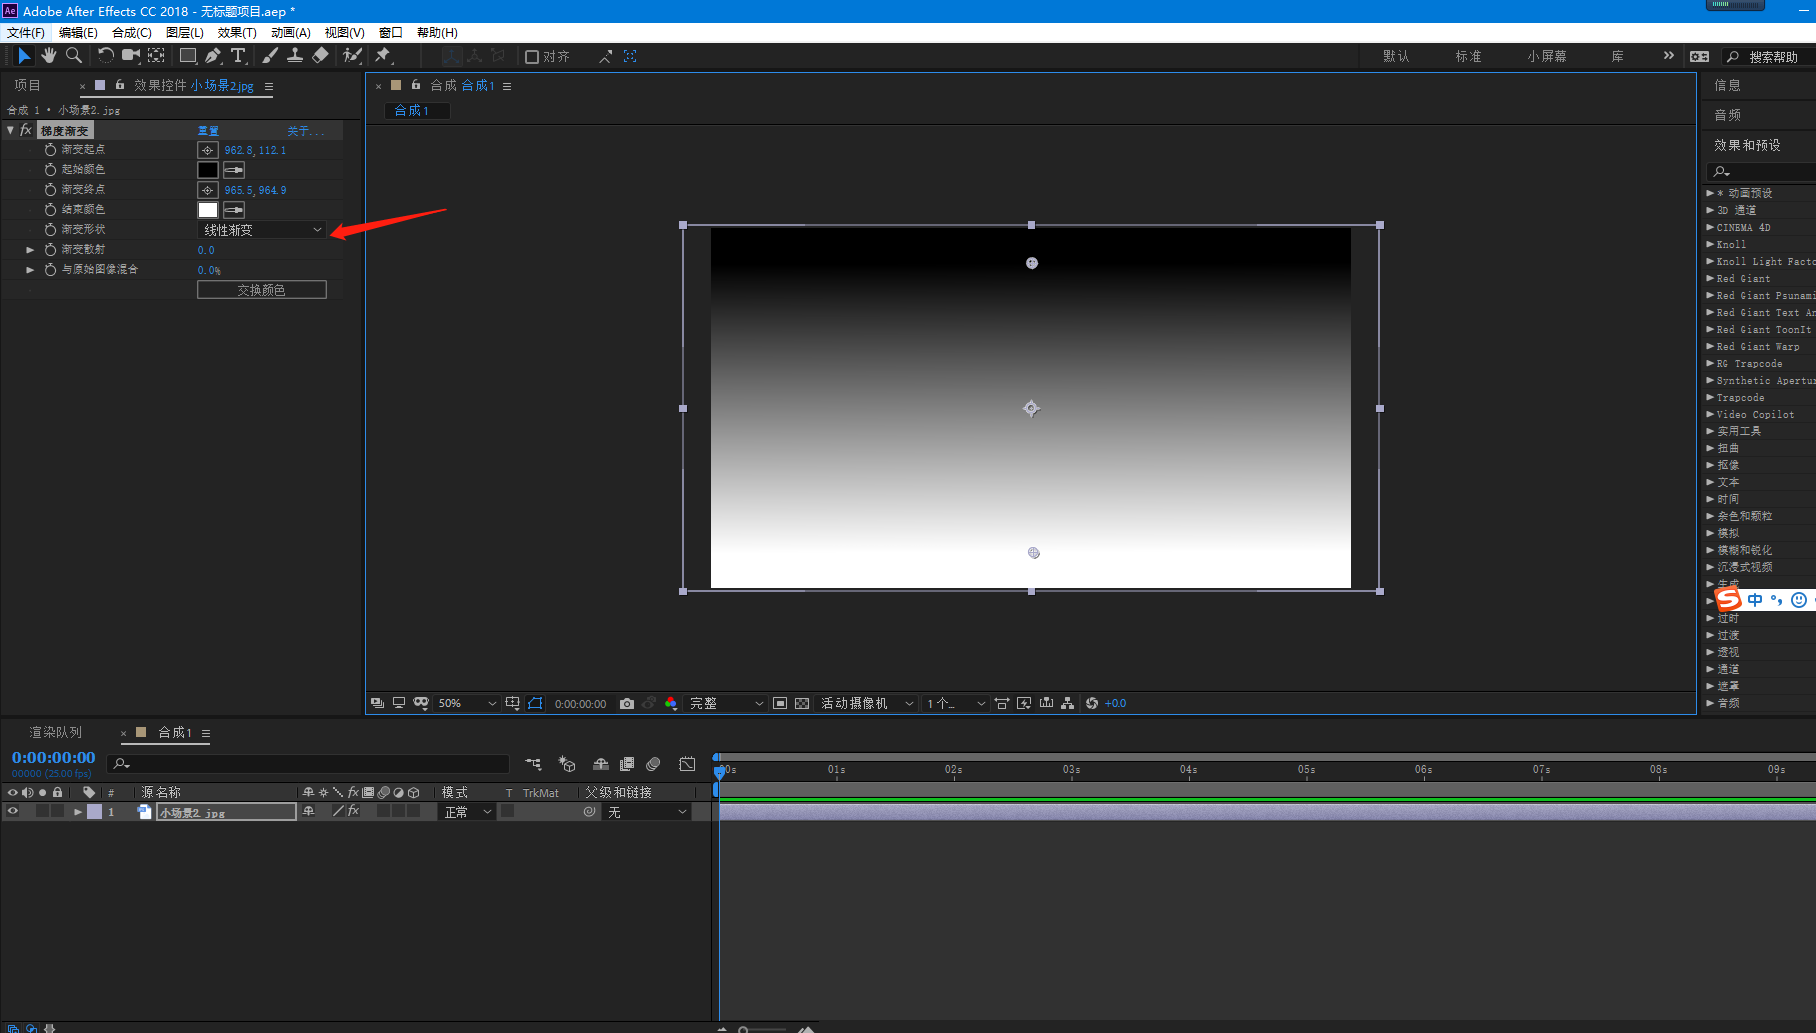 Ae Adobe After Effects CC 2018 - 无标题项目.aep *
文件(F) 编辑(E) 合成(C) 图层(L) 效果(T) 动画(A) 视图(V) 窗口 帮助(H)
对齐 默认 标准 小屏幕 库 搜索帮助
项目 × 效果控件 小场景2.jpg
合成 1 • 小场景2.jpg
fx 梯度渐变 重置 关于...
渐变起点 962.8,112.1
起始颜色
渐变终点 965.5,964.9
结束颜色
渐变形状 线性渐变
渐变散射 0.0
与原始图像混合 0.0%
交换颜色
× 合成 合成1
合成1
50% 0:00:00:00 完整 活动摄像机 1个... +0.0
信息
音频
效果和预设
* 动画预设
3D 通道
CINEMA 4D
Knoll
Knoll Light Facto
Red Giant
Red Giant Psunami
Red Giant Text An
Red Giant ToonIt
Red Giant Warp
RG Trapcode
Synthetic Apertur
Trapcode
Video Copilot
实用工具
扭曲
抠像
文本
时间
杂色和颗粒
模拟
模糊和锐化
沉浸式视频
生成
S 中 °,
过时
过渡
透视
通道
遮罩
音频
渲染队列 × 合成1
0:00:00:00
00000 (25.00 fps)
:00s 01s 02s 03s 04s 05s 06s 07s 08s 09s
# 源名称 fx 模式 T TrkMat 父级和链接
1 小场景2.jpg fx 正常 无